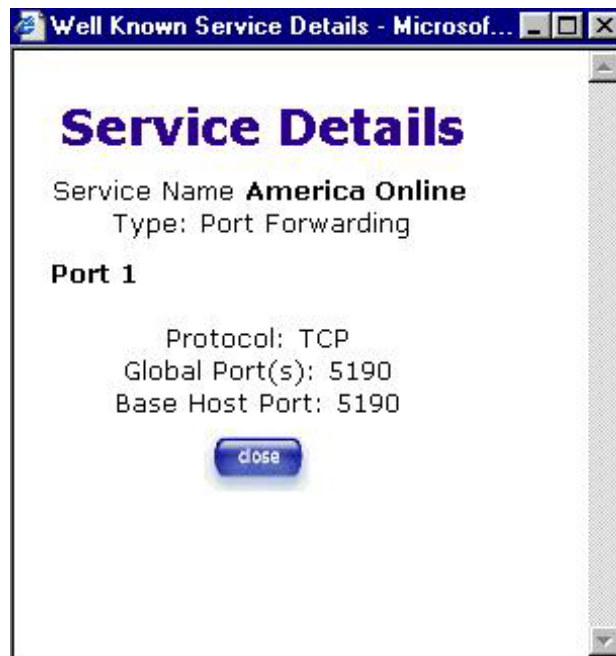 Well Known Service Details - Microsof...
Service Details
Service Name America Online
Type: Port Forwarding
Port 1
Protocol: TCP
Global Port(s): 5190
Base Host Port: 5190
close